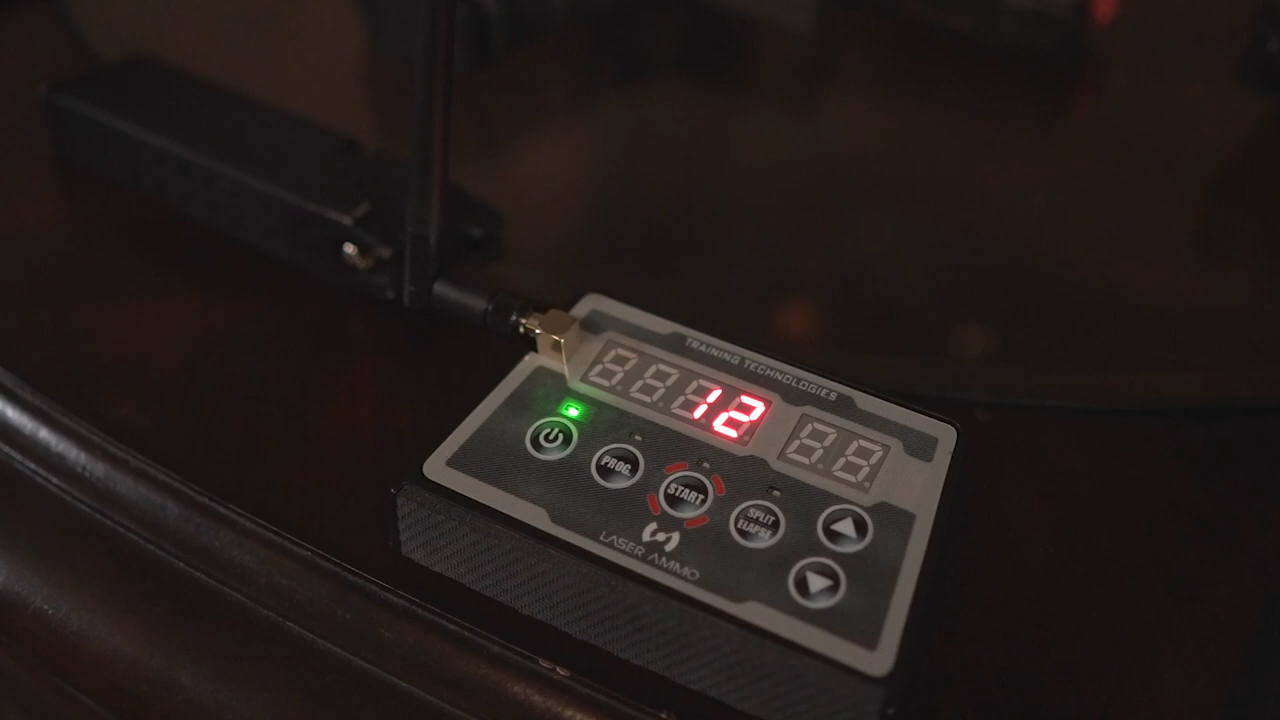 TRAINING TECHNOLOGIES
12
PROG.
START
SPLIT
ELAPSE
LASER AMMO